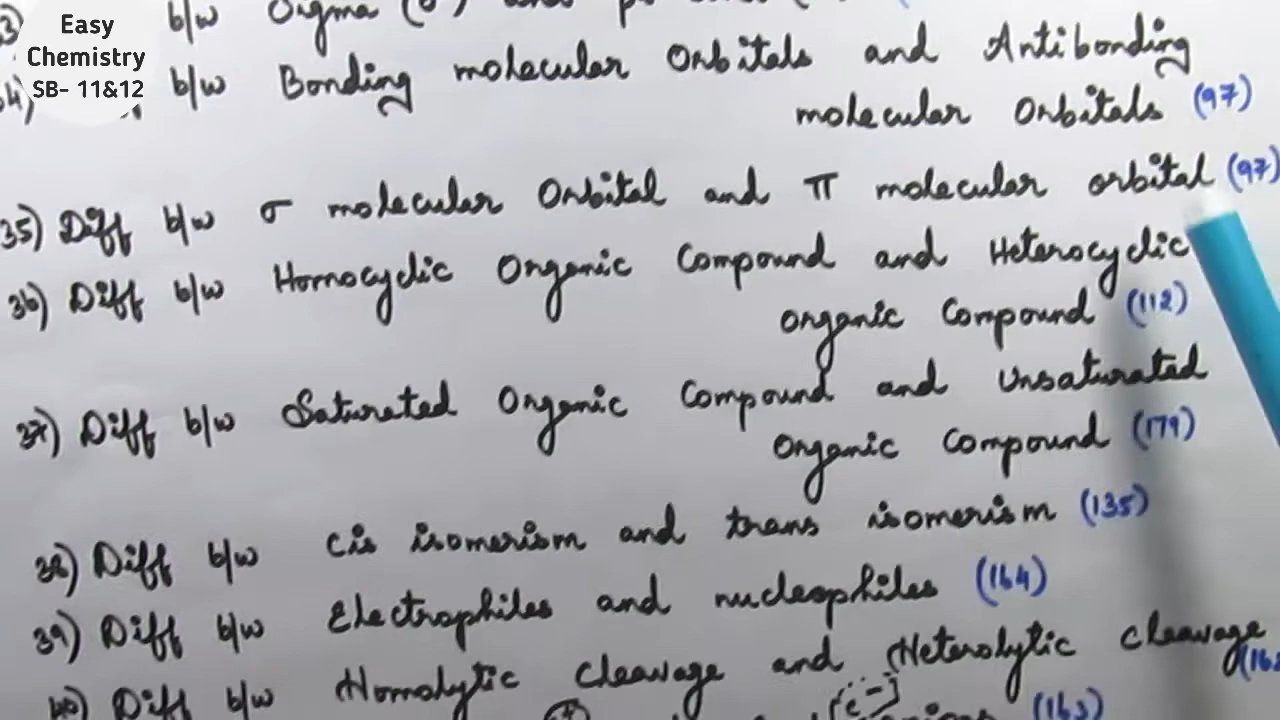 Easy
Chemistry
SB- 11&12
b/w Sigma (σ) and
b/w Bonding molecular Orbitals and Antibonding
molecular Orbitals (97)
35) Diff b/w σ molecular Orbital and π molecular orbital (97)
36) Diff b/w Homocyclic Organic Compound and Heterocyclic
organic Compound (112)
37) Diff b/w Saturated Organic Compound and Unsaturated
Organic Compound (179)
38) Diff b/w cis isomerism and trans isomerism (135)
39) Diff b/w Electrophiles and nucleophiles (164)
40) Diff b/w Homolytic Cleavage and Heterolytic Cleavage
(163)